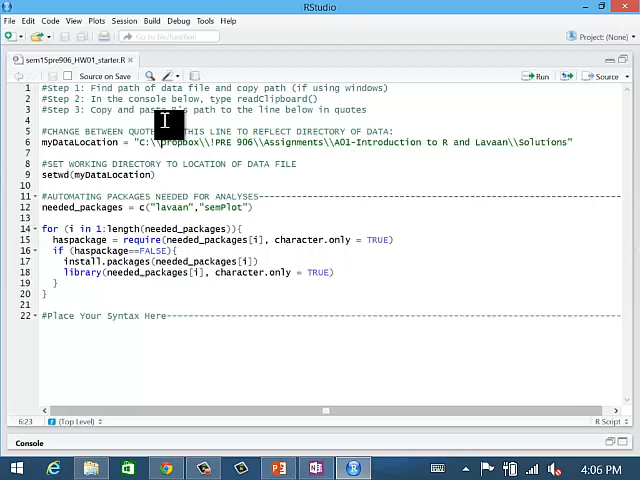 RStudio
File Edit Code View Plots Session Build Debug Tools Help
Go to file/function
Project: (None)
sem15pre906_HW01_starter.R
Source on Save
Run
Source
1 #Step 1: Find path of data file and copy path (if using windows)
2 #Step 2: In the console below, type readClipboard()
3 #Step 3: Copy and paste R's path to the line below in quotes
4
5 #CHANGE BETWEEN QUOTES THIS LINE TO REFLECT DIRECTORY OF DATA:
6 myDataLocation = "C:\\Dropbox\\!PRE 906\\Assignments\\AO1-Introduction to R and Lavaan\\Solutions"
7
8 #SET WORKING DIRECTORY TO LOCATION OF DATA FILE
9 setwd(myDataLocation)
10
11 #AUTOMATING PACKAGES NEEDED FOR ANALYSES--------------------------------------------------------------------
12 needed_packages = c("lavaan","semPlot")
13
14 for (i in 1:length(needed_packages)){
15 haspackage = require(needed_packages[i], character.only = TRUE)
16 if (haspackage==FALSE){
17 install.packages(needed_packages[i])
18 library(needed_packages[i], character.only = TRUE)
19 }
20 }
21
22 #Place Your Syntax Here-------------------------------------------------------------------------------------
6:23
(Top Level)
R Script
Console
4:06 PM